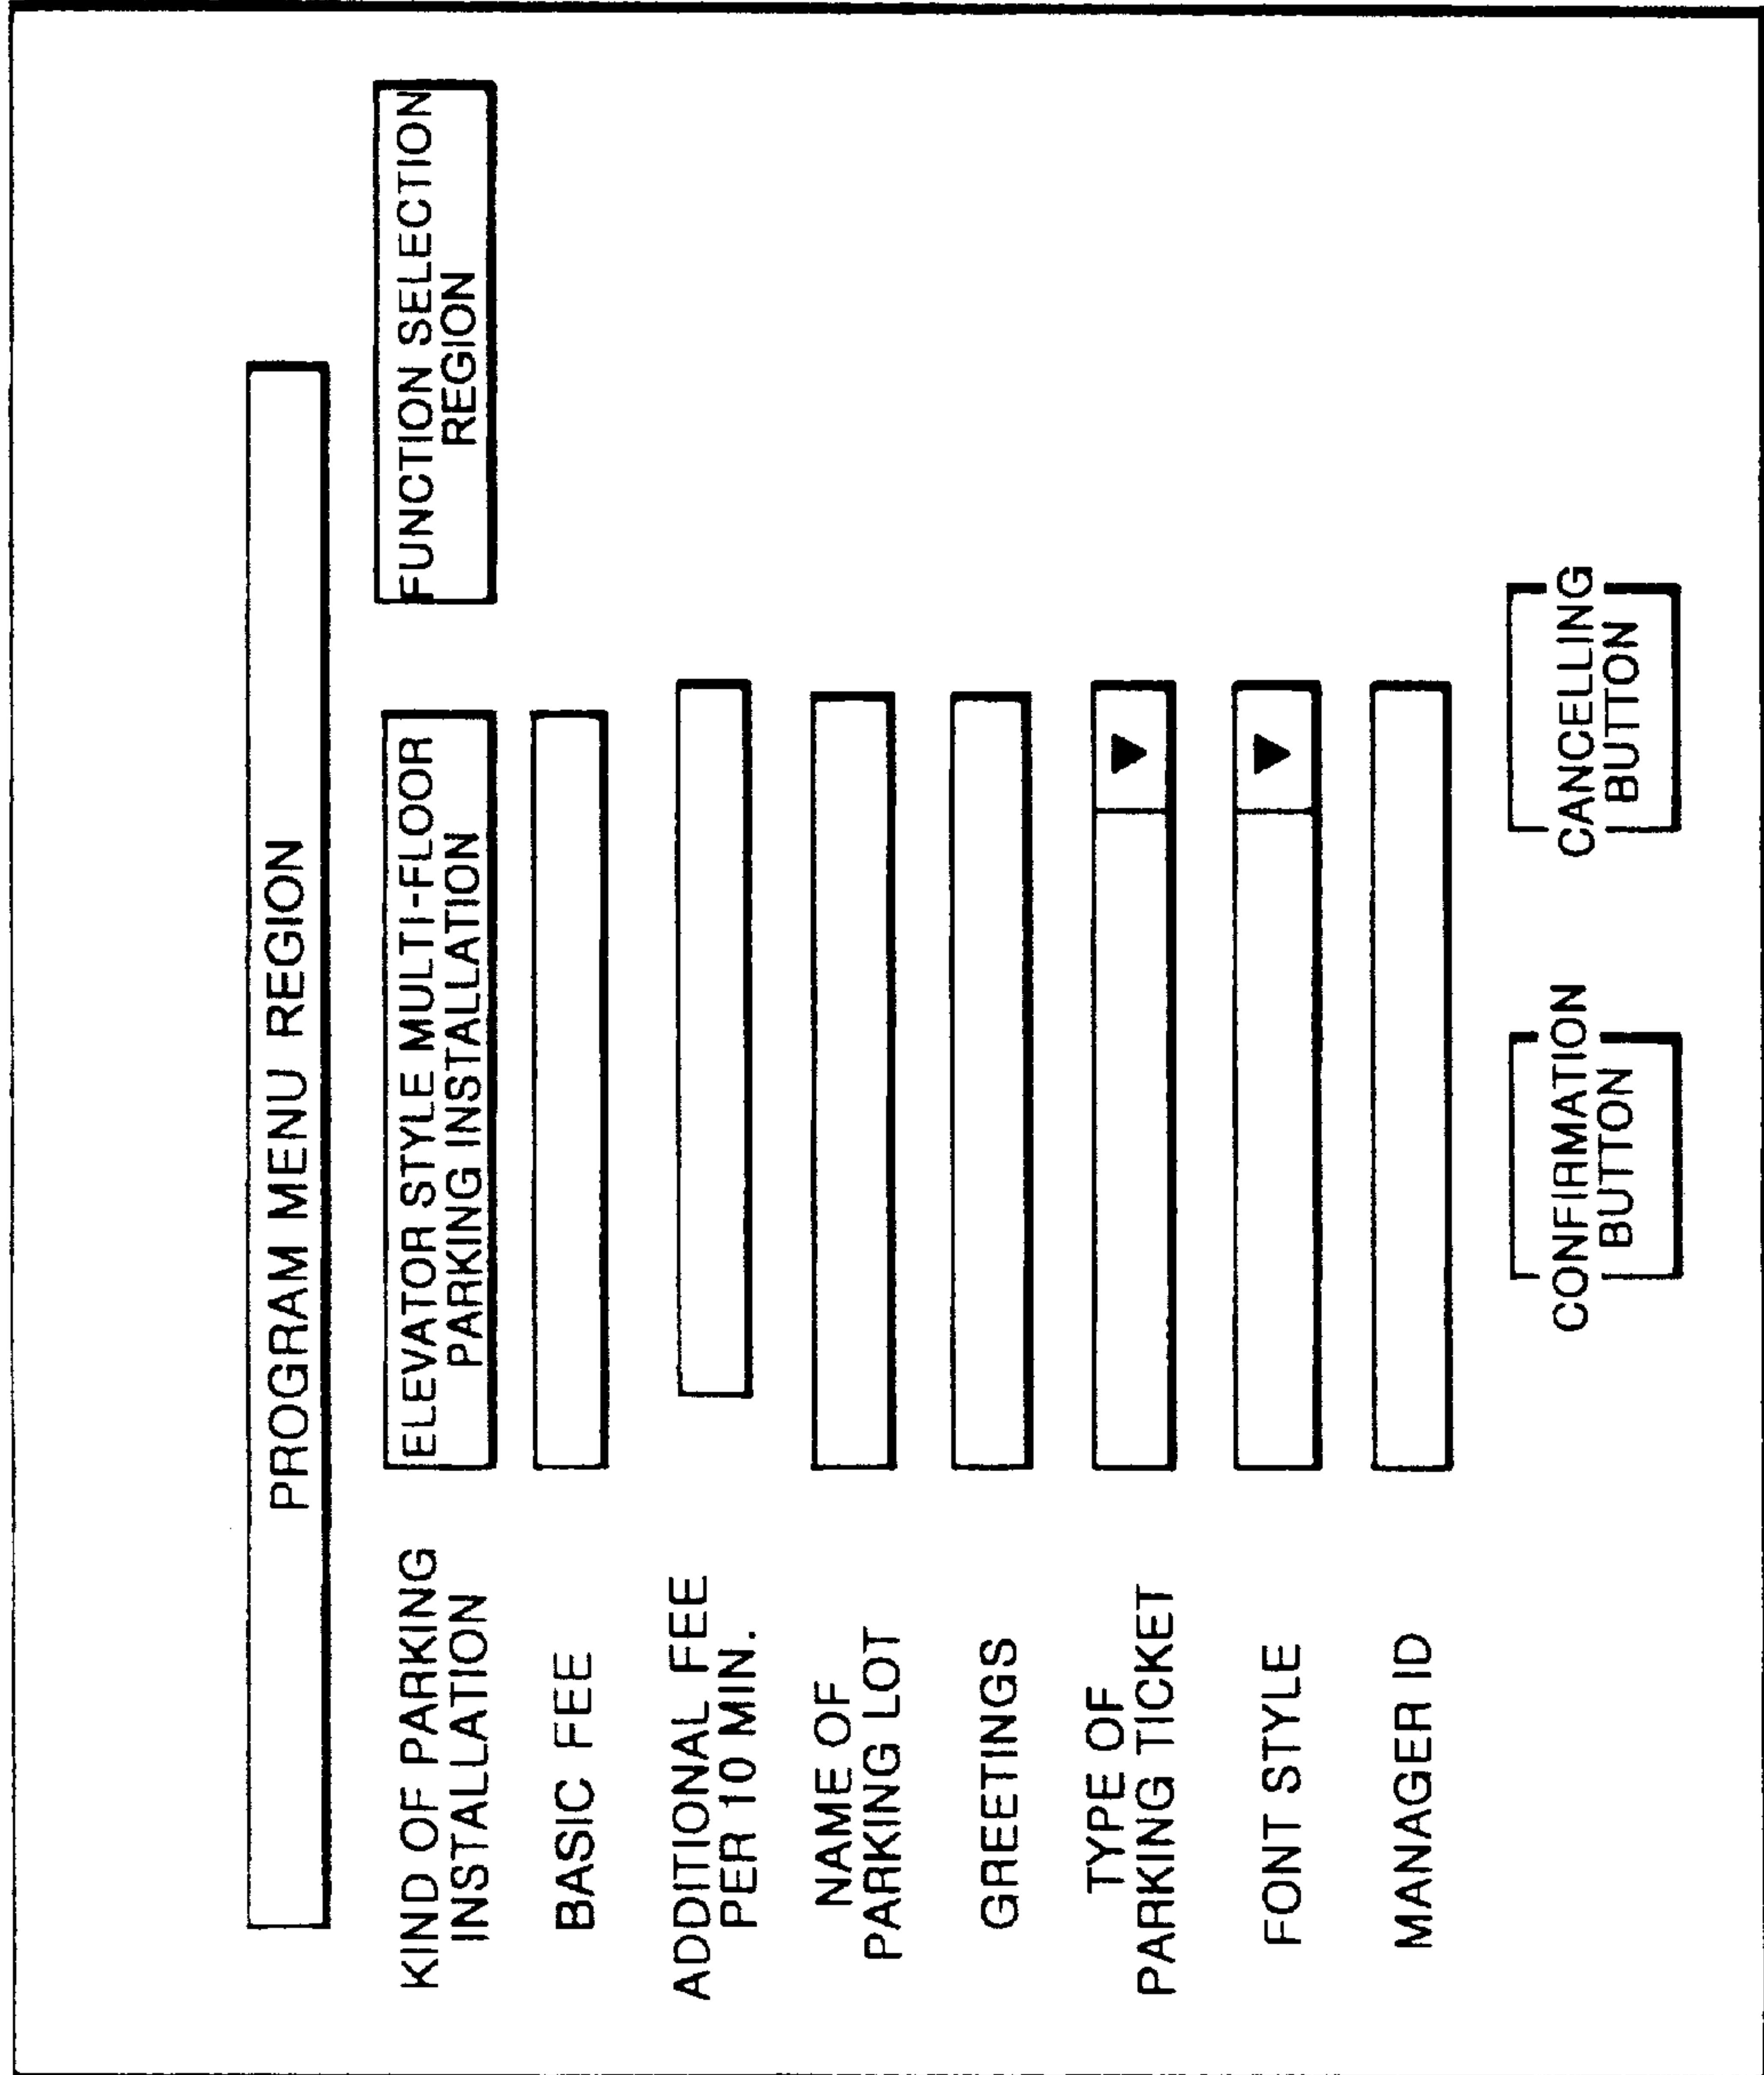 PROGRAM MENU REGION
KIND OF PARKING
INSTALLATION
ELEVATOR STYLE MULTI-FLOOR
PARKING INSTALLATION
FUNCTION SELECTION
REGION
BASIC FEE
ADDITIONAL FEE
PER 10 MIN.
NAME OF
PARKING LOT
GREETINGS
TYPE OF
PARKING TICKET
FONT STYLE
MANAGER ID
CONFIRMATION
BUTTON
CANCELLING
BUTTON